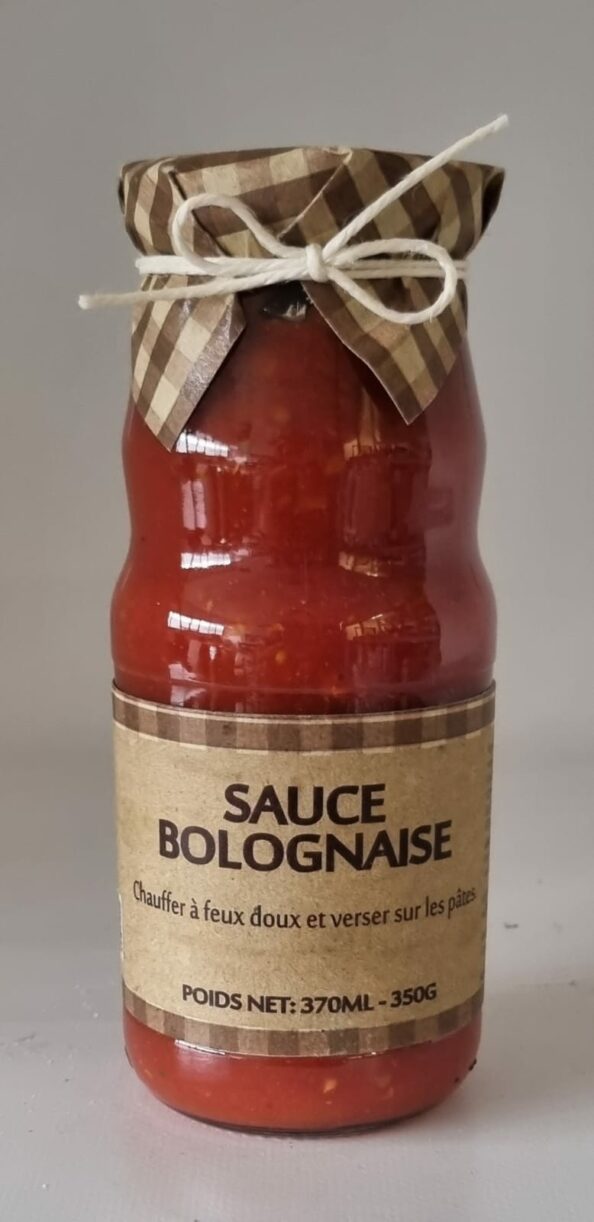 SAUCE
BOLOGNAISE
Chauffer à feux doux et verser sur les pâtes
POIDS NET: 370ML - 350G